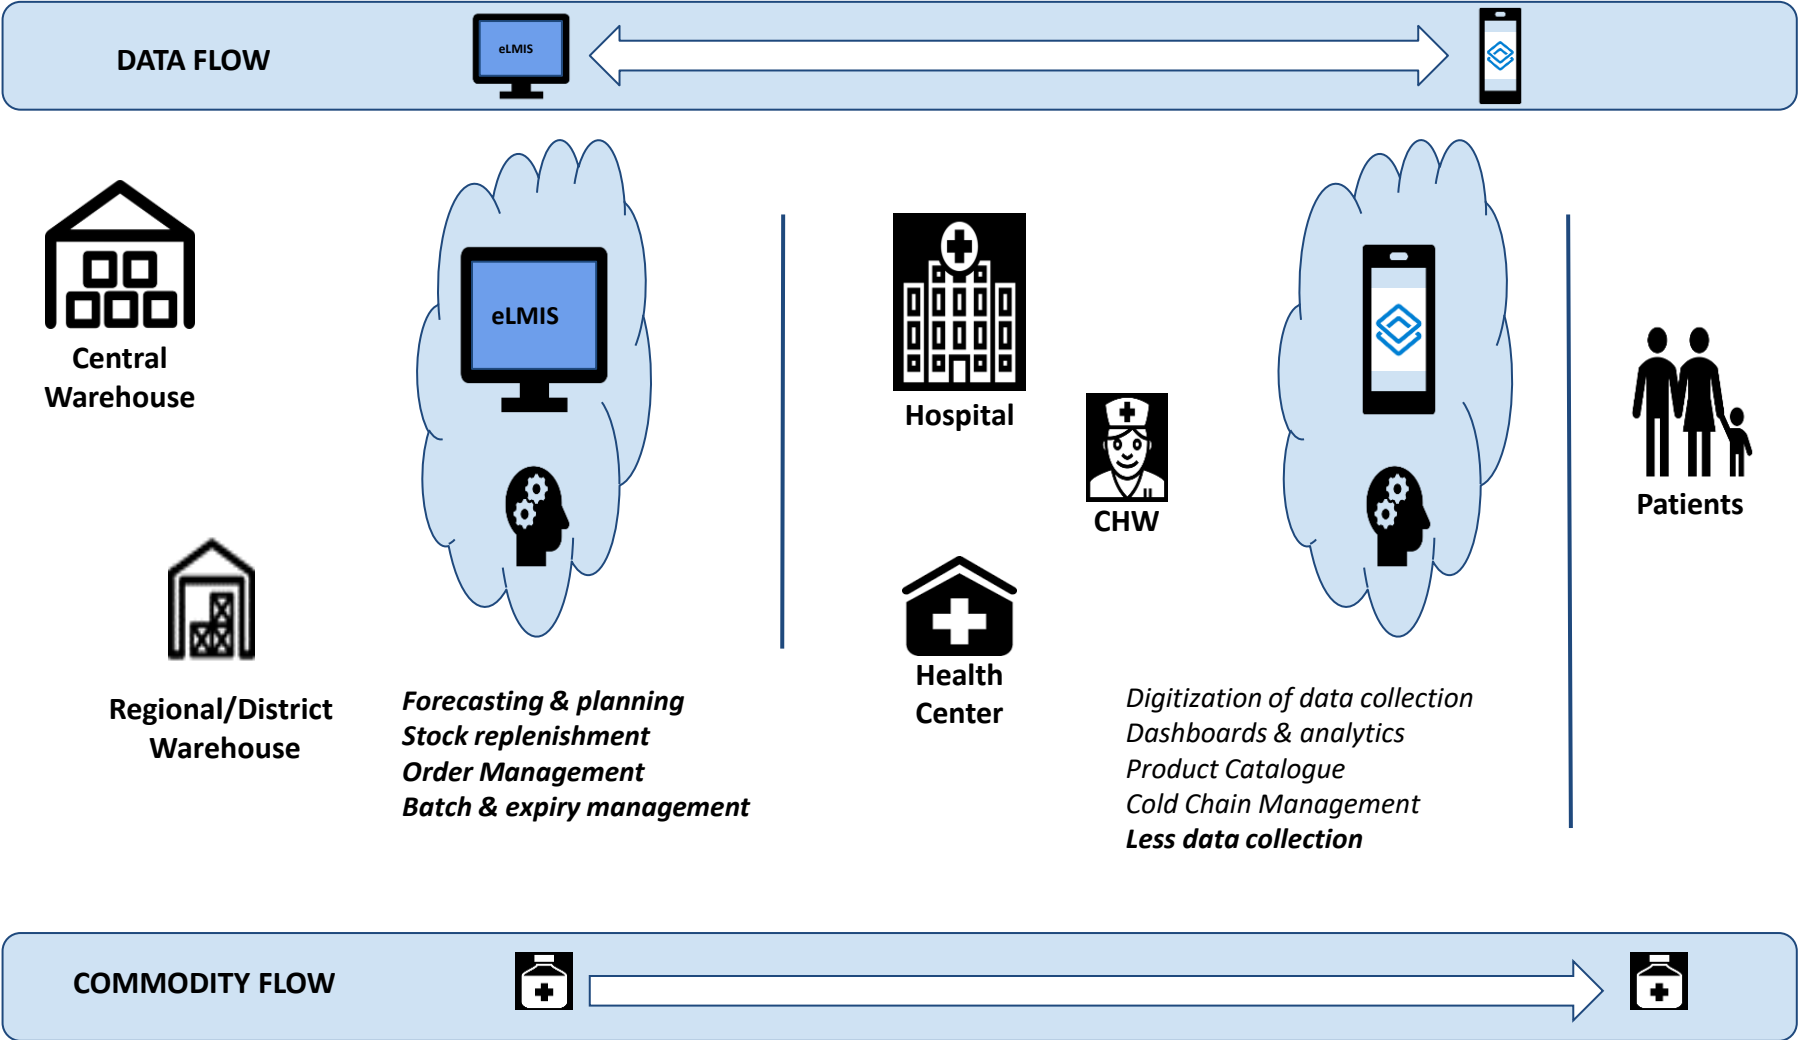 DATA FLOW
eLMIS
Central
Warehouse
eLMIS
Hospital
CHW
Patients
Health
Center
Regional/District
Warehouse
Forecasting & planning
Stock replenishment
Order Management
Batch & expiry management
Digitization of data collection
Dashboards & analytics
Product Catalogue
Cold Chain Management
Less data collection
COMMODITY FLOW